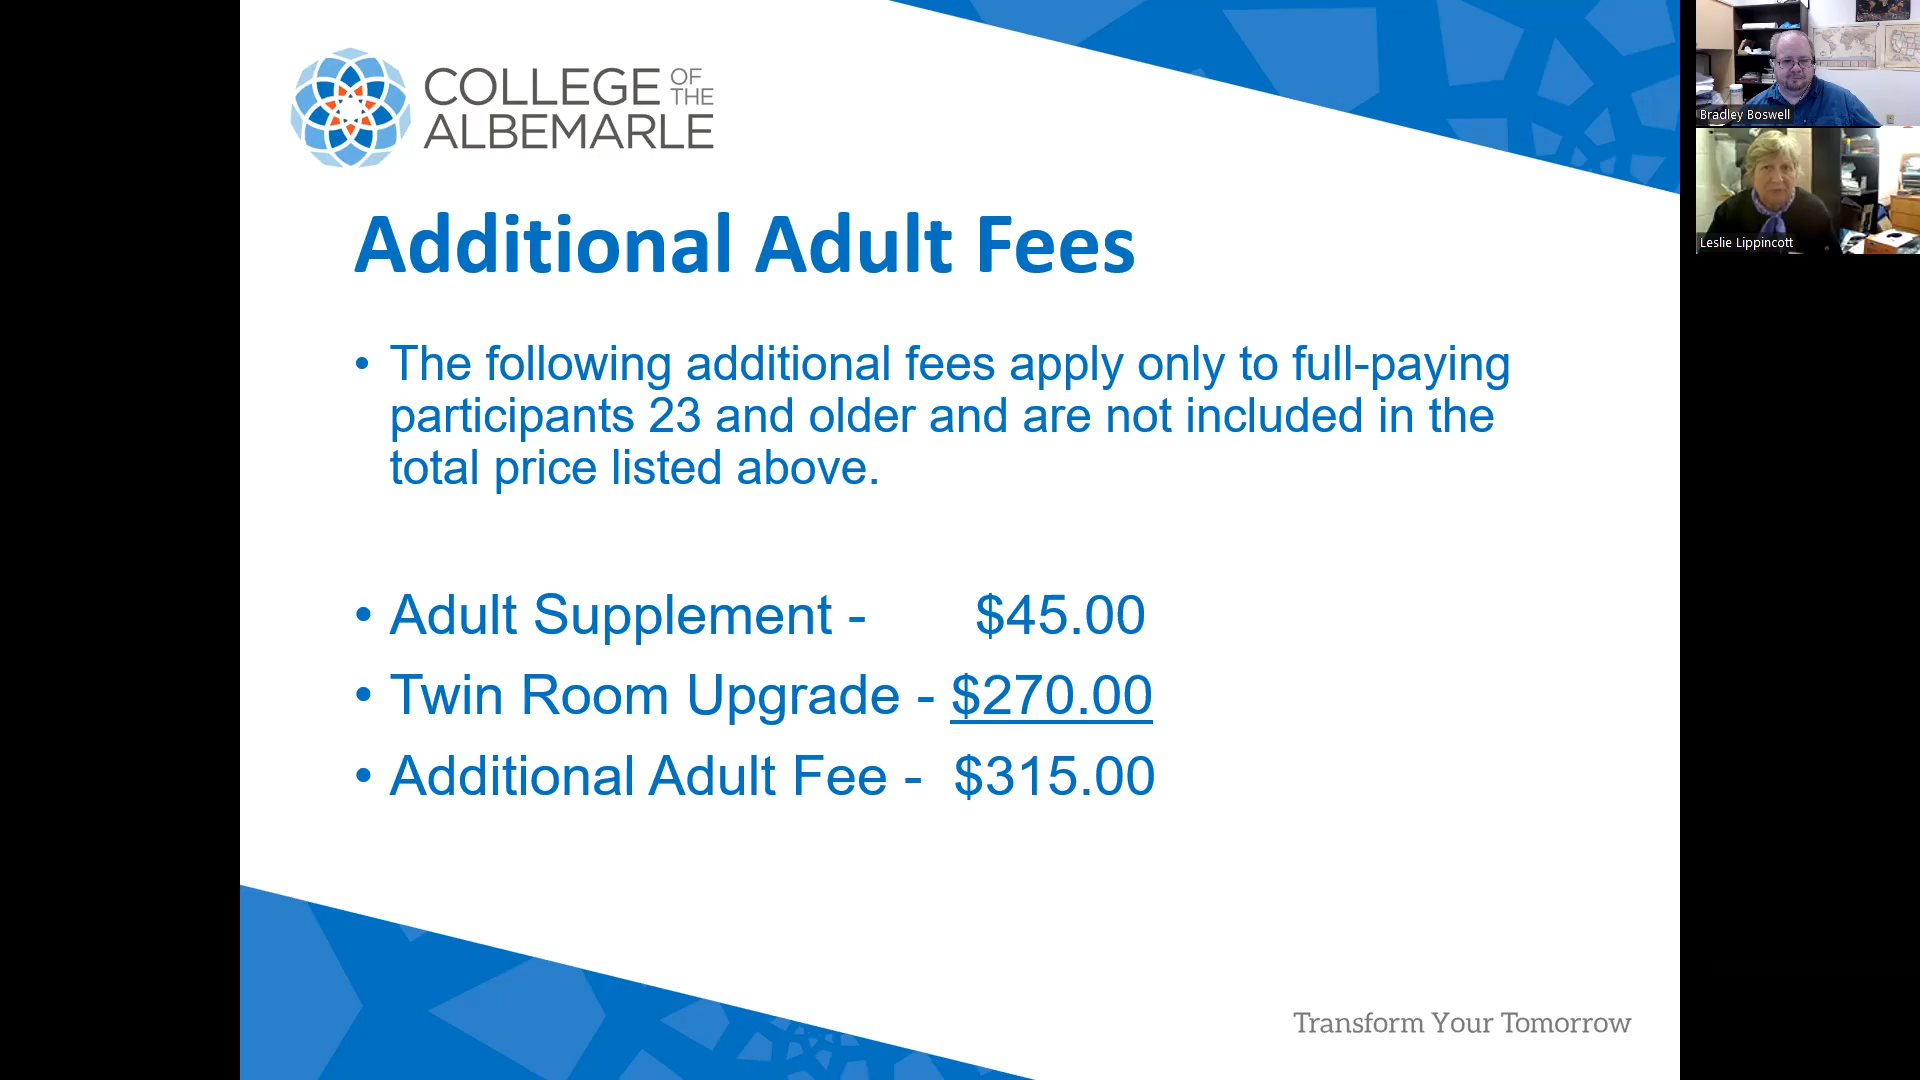 COLLEGE OF THE
ALBEMARLE
Additional Adult Fees
• The following additional fees apply only to full-paying
participants 23 and older and are not included in the
total price listed above.
• Adult Supplement - $45.00
• Twin Room Upgrade - $270.00
• Additional Adult Fee - $315.00
Transform Your Tomorrow
Bradley Boswell
Leslie Lippincott